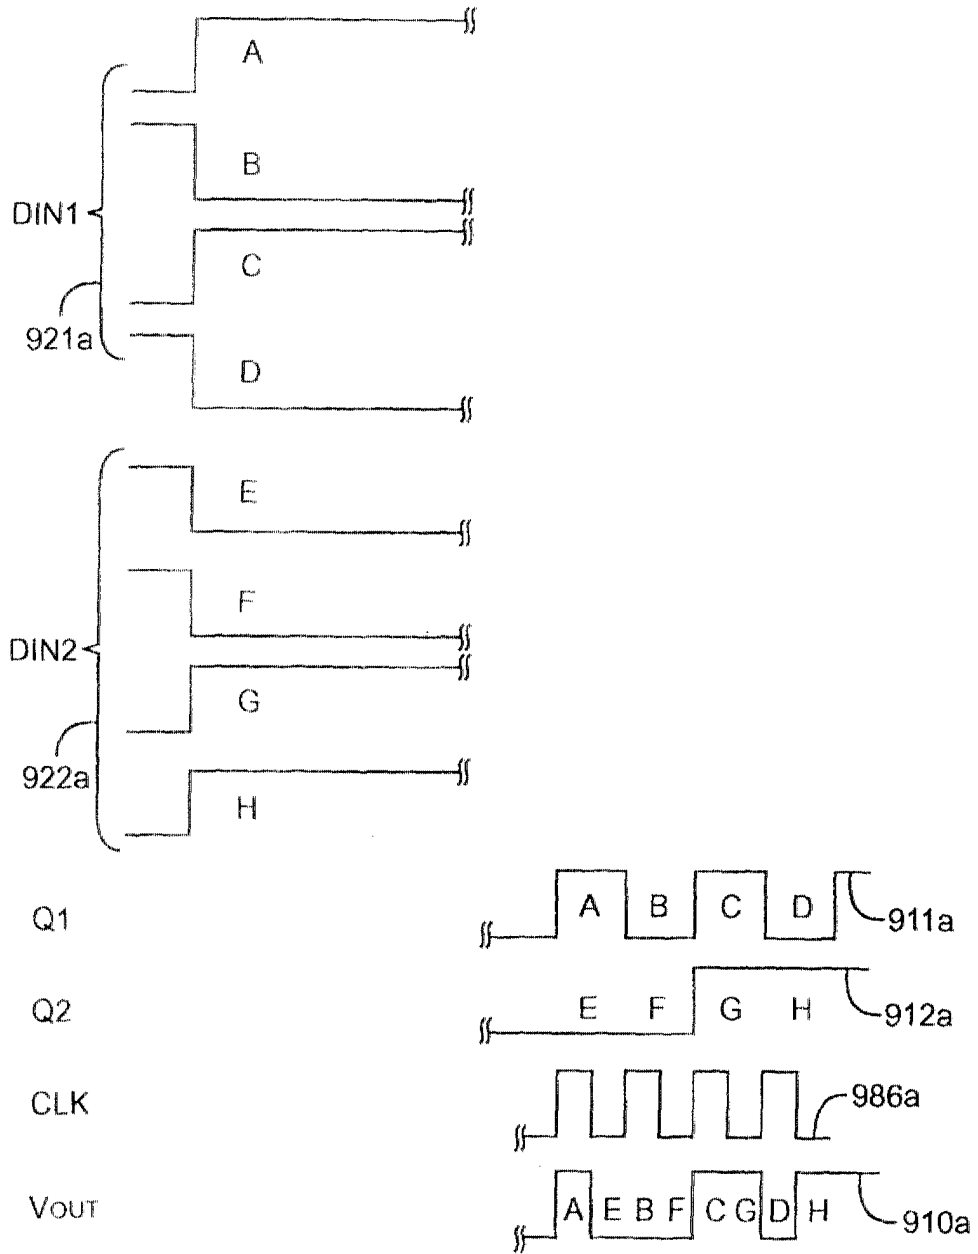 A
B
DIN1
C
921a
D
E
F
DIN2
G
922a
H
Q1
A B C D
911a
Q2
E F G H
912a
CLK
986a
VOUT
A E B F C G D H
910a